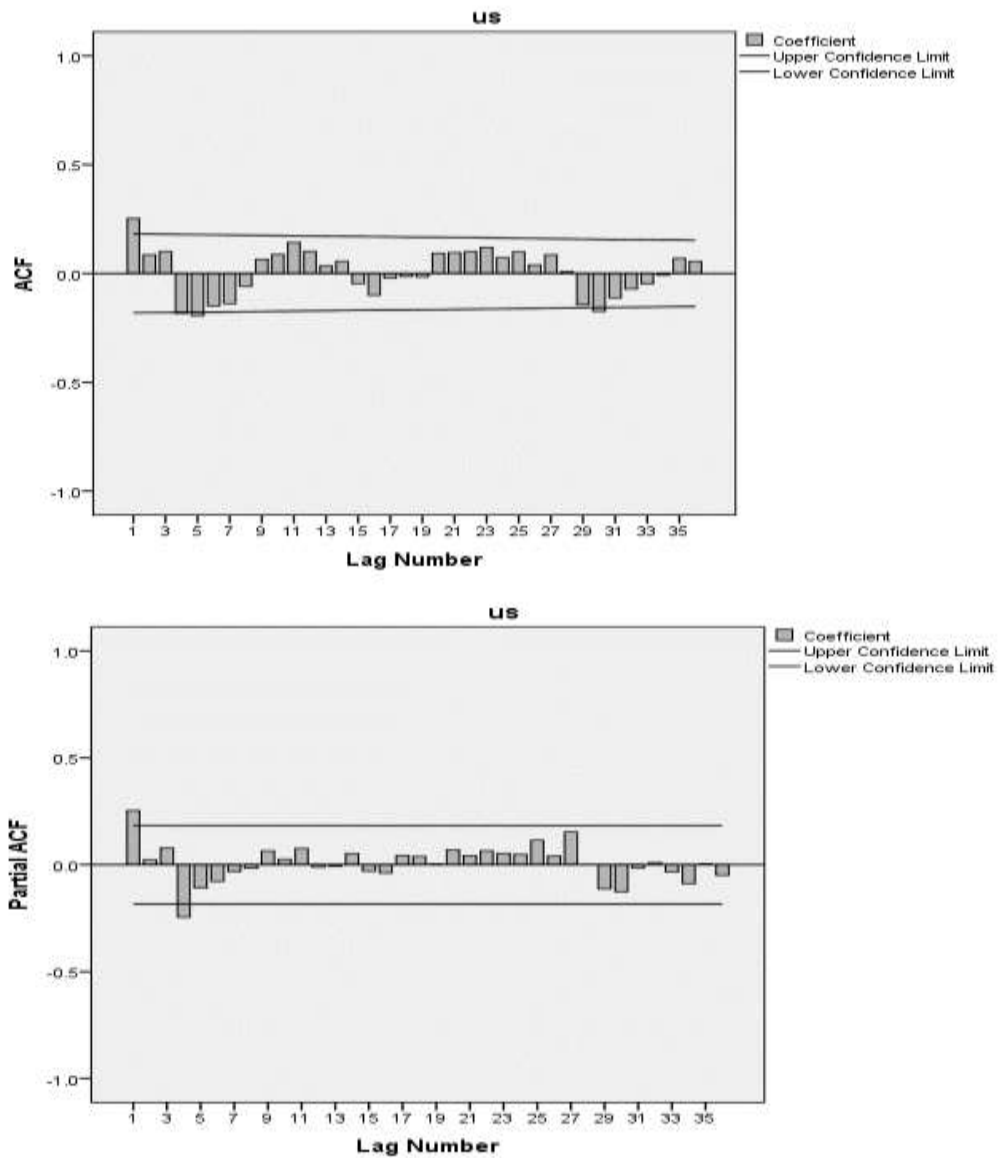 us
Coefficient
Upper Confidence Limit
Lower Confidence Limit
1.0
0.5
0.0
-0.5
-1.0
ACF
1 3 5 7 9 11 13 15 17 19 21 23 25 27 29 31 33 35
Lag Number
us
Coefficient
Upper Confidence Limit
Lower Confidence Limit
1.0
0.5
0.0
-0.5
-1.0
Partial ACF
1 3 5 7 9 11 13 15 17 19 21 23 25 27 29 31 33 35
Lag Number